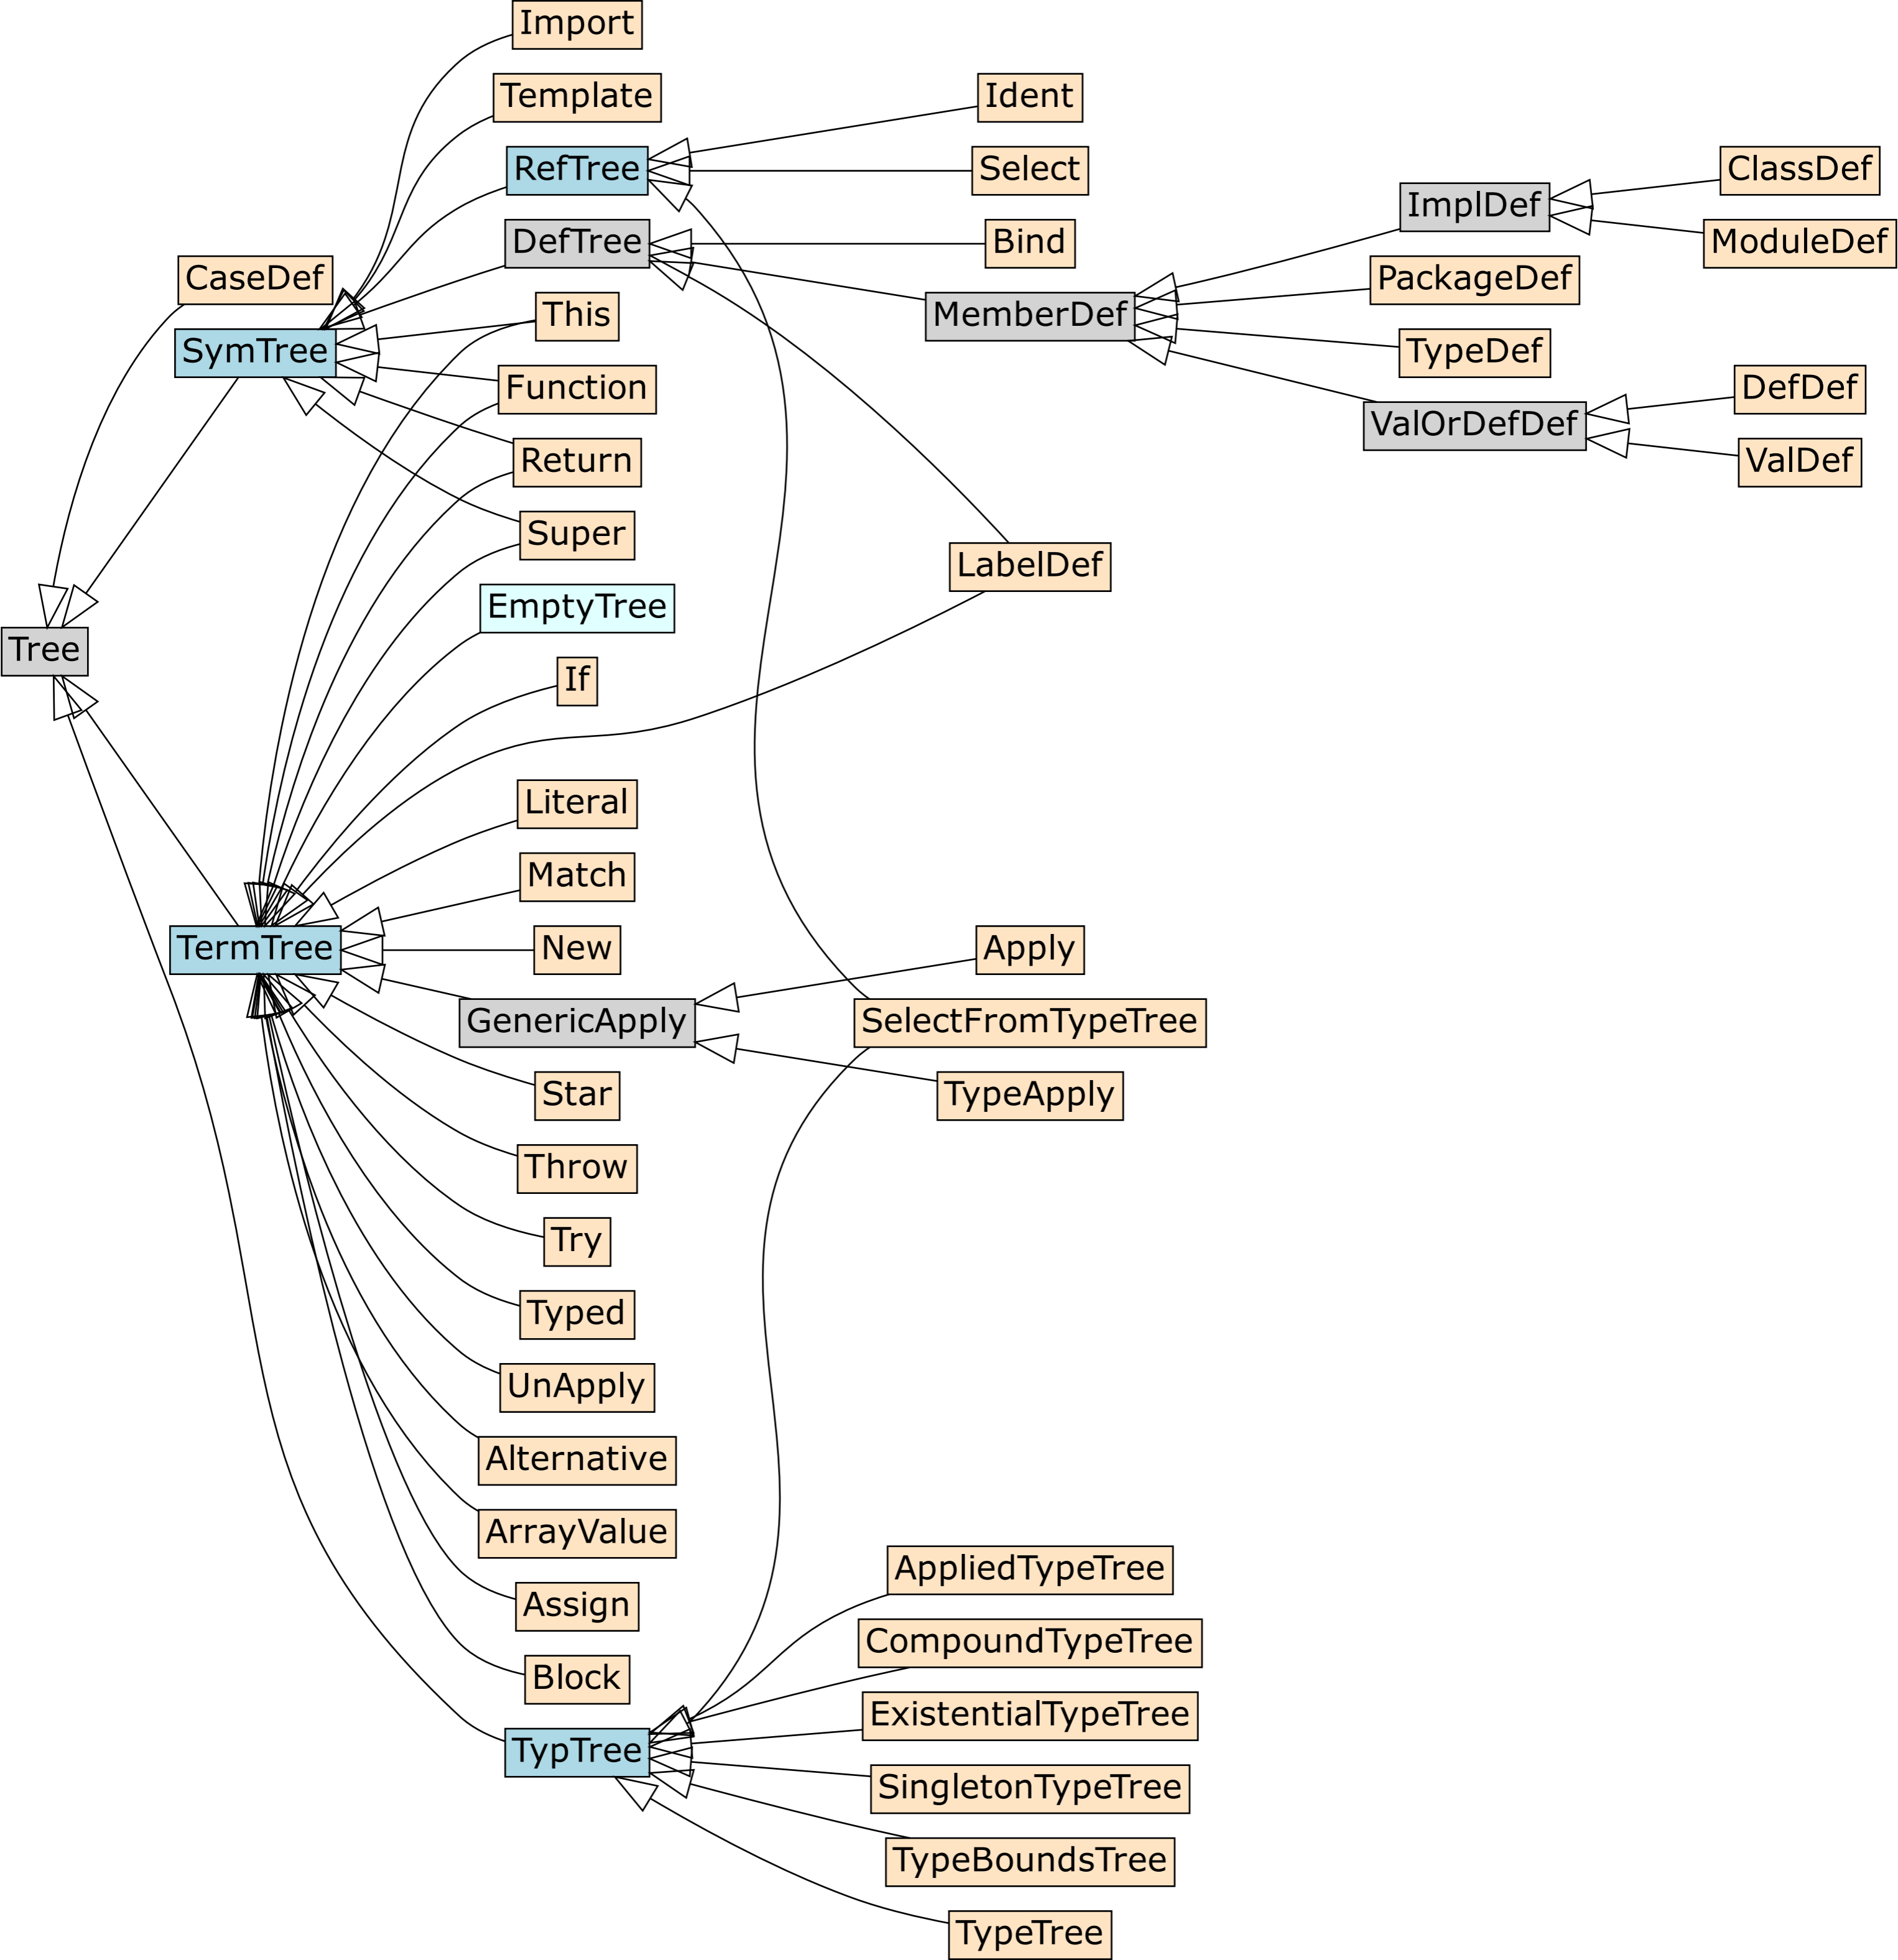 Import
Template
Ident
RefTree
Select
ClassDef
ImplDef
DefTree
Bind
ModuleDef
CaseDef
PackageDef
This
MemberDef
SymTree
TypeDef
Function
DefDef
ValOrDefDef
Return
ValDef
Super
LabelDef
EmptyTree
Tree
If
Literal
Match
TermTree
New
Apply
GenericApply
SelectFromTypeTree
Star
TypeApply
Throw
Try
Typed
UnApply
Alternative
ArrayValue
AppliedTypeTree
Assign
CompoundTypeTree
Block
ExistentialTypeTree
TypTree
SingletonTypeTree
TypeBoundsTree
TypeTree